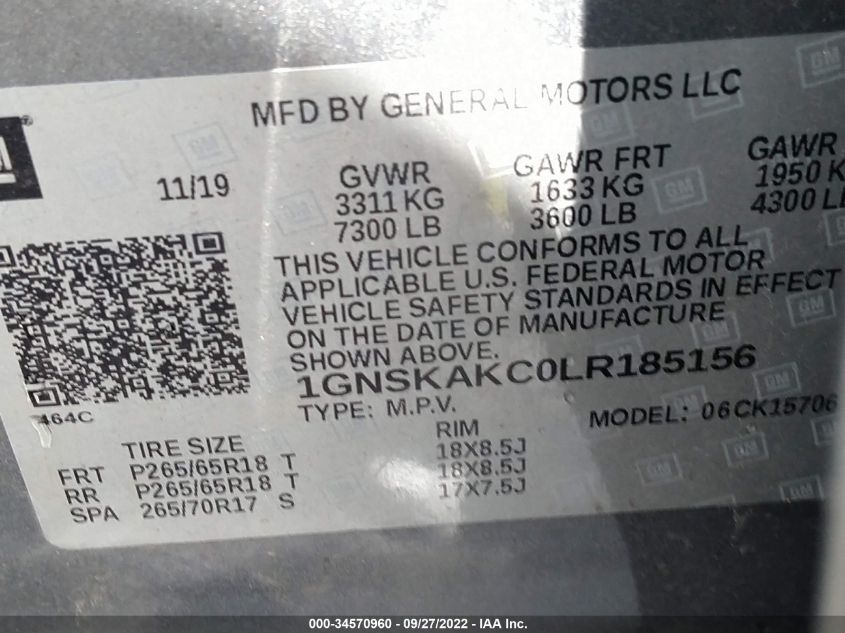 MFD BY GENERAL MOTORS LLC
GM
®
11/19
GVWR
3311 KG
7300 LB
GAWR FRT
1633 KG
3600 LB
GAWR
1950 K
4300 L
THIS VEHICLE CONFORMS TO ALL
APPLICABLE U.S. FEDERAL MOTOR
VEHICLE SAFETY STANDARDS IN EFFECT
ON THE DATE OF MANUFACTURE
SHOWN ABOVE.
1GNSKAKC0LR185156
464C
TYPE: M.P.V.
MODEL: 06CK15706
TIRE SIZE
RIM
FRT P265/65R18 T 18X8.5J
RR P265/65R18 T 18X8.5J
SPA 265/70R17 S 17X7.5J
000-34570960 - 09/27/2022 - IAA Inc.